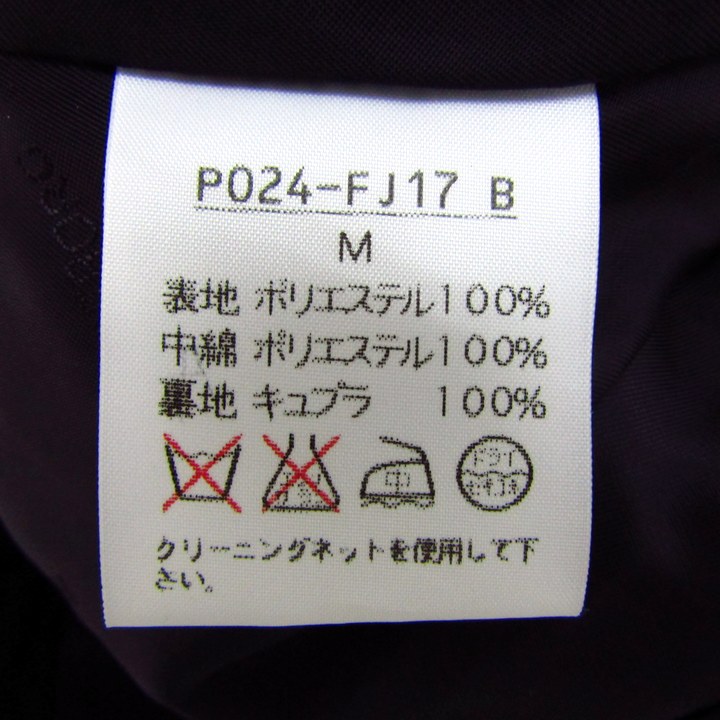 P024-FJ17 B
M
表地 ポリエステル100%
中綿 ポリエステル100%
裏地 キュプラ 100%
中 ドライ
クリーニングネットを使用して下
さい。